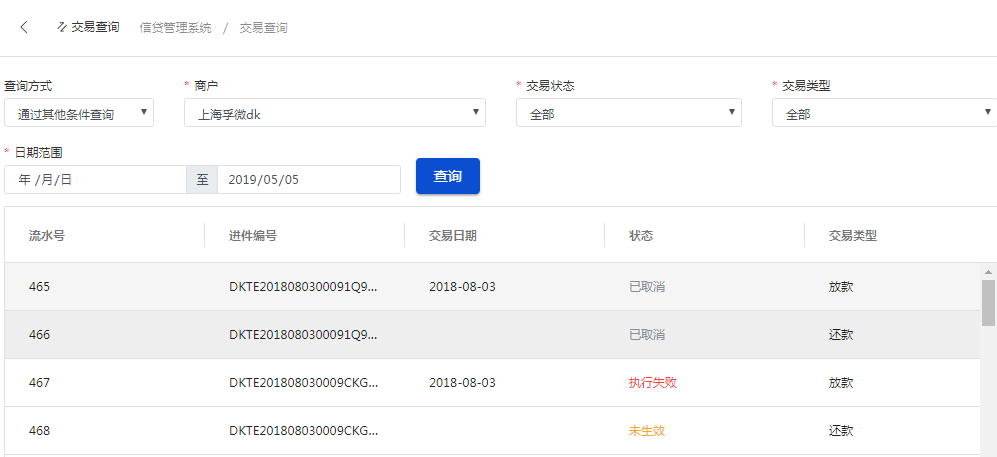 交易查询 信贷管理系统 / 交易查询
查询方式 * 商户 * 交易状态 * 交易类型
通过其他条件查询 上海孚微dk 全部 全部
* 日期范围
年 /月/日 至 2019/05/05 查询
流水号 进件编号 交易日期 状态 交易类型
465 DKTE2018080300091Q9... 2018-08-03 已取消 放款
466 DKTE2018080300091Q9... 已取消 还款
467 DKTE201808030009CKG... 2018-08-03 执行失败 放款
468 DKTE201808030009CKG... 未生效 还款